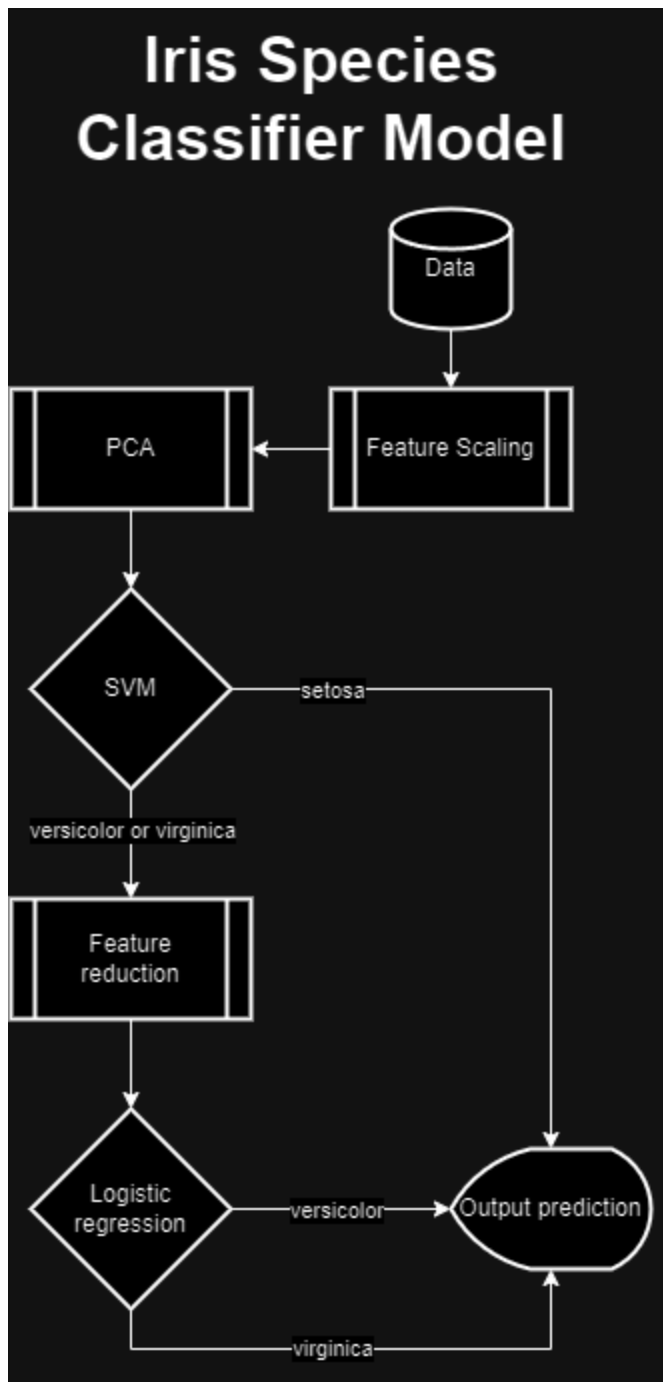 Iris Species
Classifier Model
Data
PCA
Feature Scaling
SVM
setosa
versicolor or virginica
Feature
reduction
Logistic
regression
versicolor
Output prediction
virginica